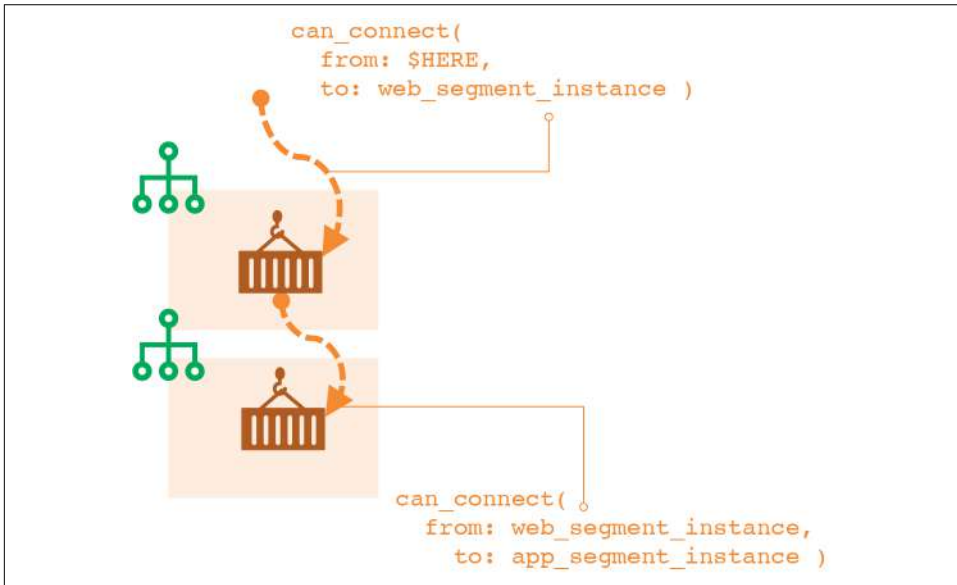 can_connect(
from: $HERE,
to: web_segment_instance )
can_connect(
from: web_segment_instance,
to: app_segment_instance )